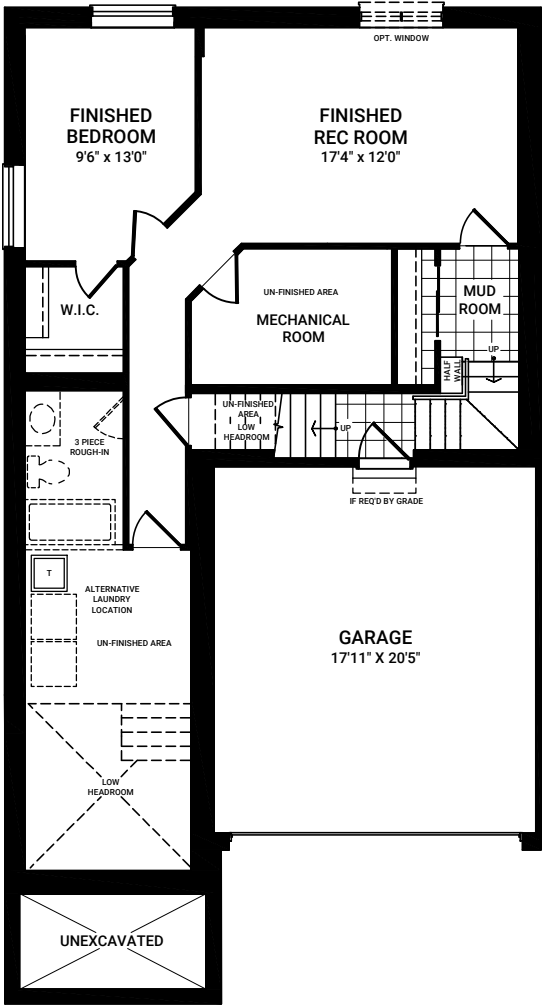 OPT. WINDOW
FINISHED
BEDROOM
9'6" x 13'0"
FINISHED
REC ROOM
17'4" x 12'0"
W.I.C.
UN-FINISHED AREA
MECHANICAL
ROOM
MUD
ROOM
UP
HALF
WALL
UN-FINISHED
AREA
LOW
HEADROOM
UP
3 PIECE
ROUGH-IN
IF REQ'D BY GRADE
T
ALTERNATIVE
LAUNDRY
LOCATION
UN-FINISHED AREA
GARAGE
17'11" X 20'5"
LOW
HEADROOM
UNEXCAVATED